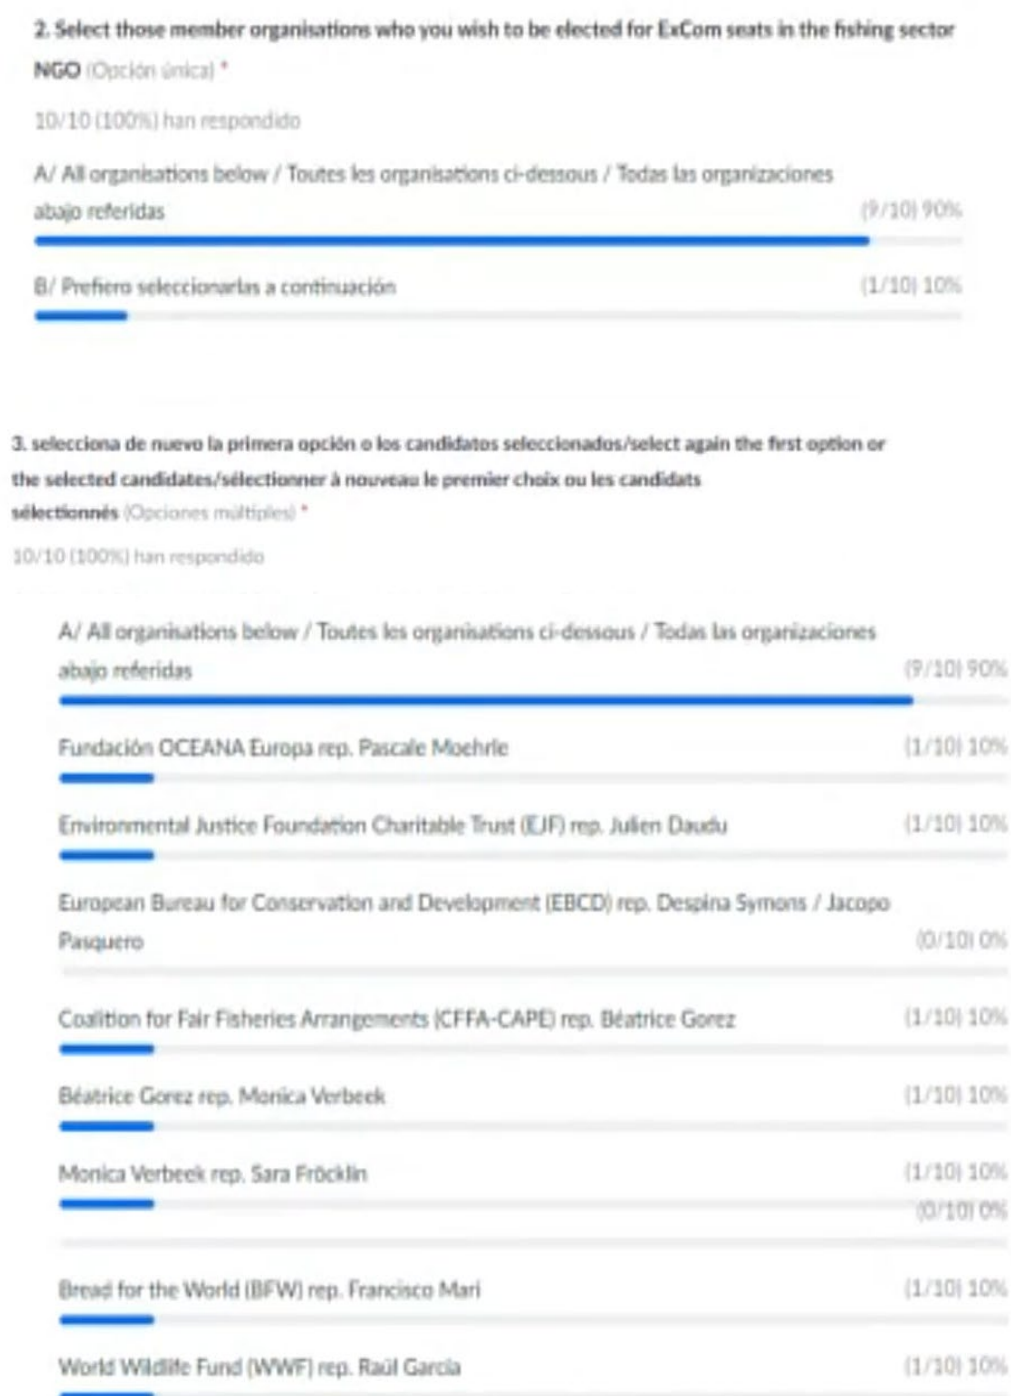 2. Select those member organisations who you wish to be elected for ExCom seats in the fishing sector
NGO (Opción única) *
10/10 (100%) han respondido
A/ All organisations below / Toutes les organisations ci-dessous / Todas las organizaciones
abajo referidas
(9/10) 90%
B/ Prefiero seleccionarlas a continuación
(1/10) 10%
3. selecciona de nuevo la primera opción o los candidatos seleccionados/select again the first option or
the selected candidates/sélectionner à nouveau le premier choix ou les candidats
sélectionnés (Opciones múltiples) *
10/10 (100%) han respondido
A/ All organisations below / Toutes les organisations ci-dessous / Todas las organizaciones
abajo referidas
(9/10) 90%
Fundación OCEANA Europa rep. Pascale Moehrle
(1/10) 10%
Environmental Justice Foundation Charitable Trust (EJF) rep. Julien Daudu
(1/10) 10%
European Bureau for Conservation and Development (EBCD) rep. Despina Symons / Jacopo
Pasquero
(0/10) 0%
Coalition for Fair Fisheries Arrangements (CFFA-CAPE) rep. Béatrice Gorez
(1/10) 10%
Béatrice Gorez rep. Monica Verbeek
(1/10) 10%
Monica Verbeek rep. Sara Fröcklin
(1/10) 10%
(0/10) 0%
Bread for the World (BFW) rep. Francisco Mari
(1/10) 10%
World Wildlife Fund (WWF) rep. Raúl García
(1/10) 10%